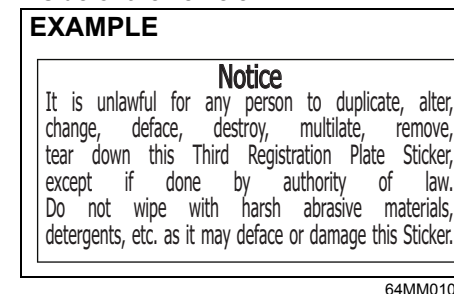 EXAMPLE
Notice
It is unlawful for any person to duplicate, alter,
change, deface, destroy, multilate, remove,
tear down this Third Registration Plate Sticker,
except if done by authority of law.
Do not wipe with harsh abrasive materials,
detergents, etc. as it may deface or damage this Sticker.
64MM010